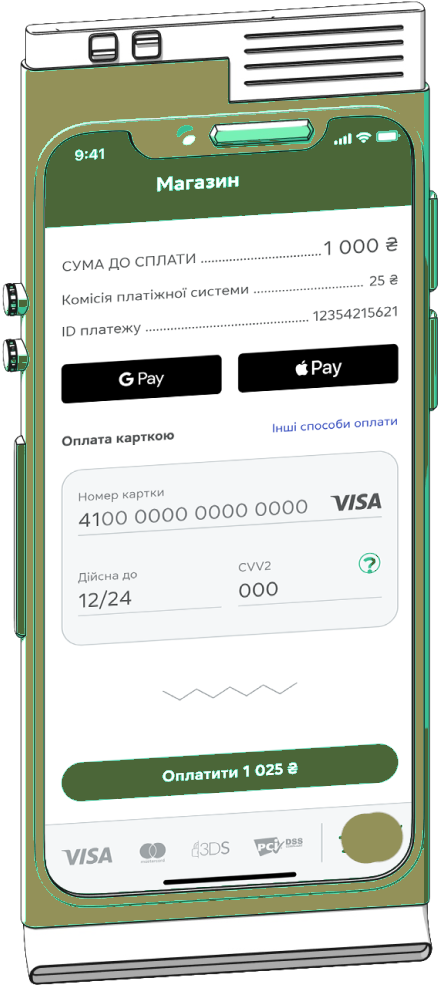 9:41
Магазин
СУМА ДО СПЛАТИ ........................ 1 000 ₴
Комісія платіжної системи ........................ 25 ₴
ID платежу ........................ 12354215621
G Pay
Pay
Інші способи оплати
Оплата карткою
Номер картки
4100 0000 0000 0000 VISA
Дійсна до CVV2 ?
12/24 000
Оплатити 1 025 ₴
VISA mastercard 3DS PCI DSS